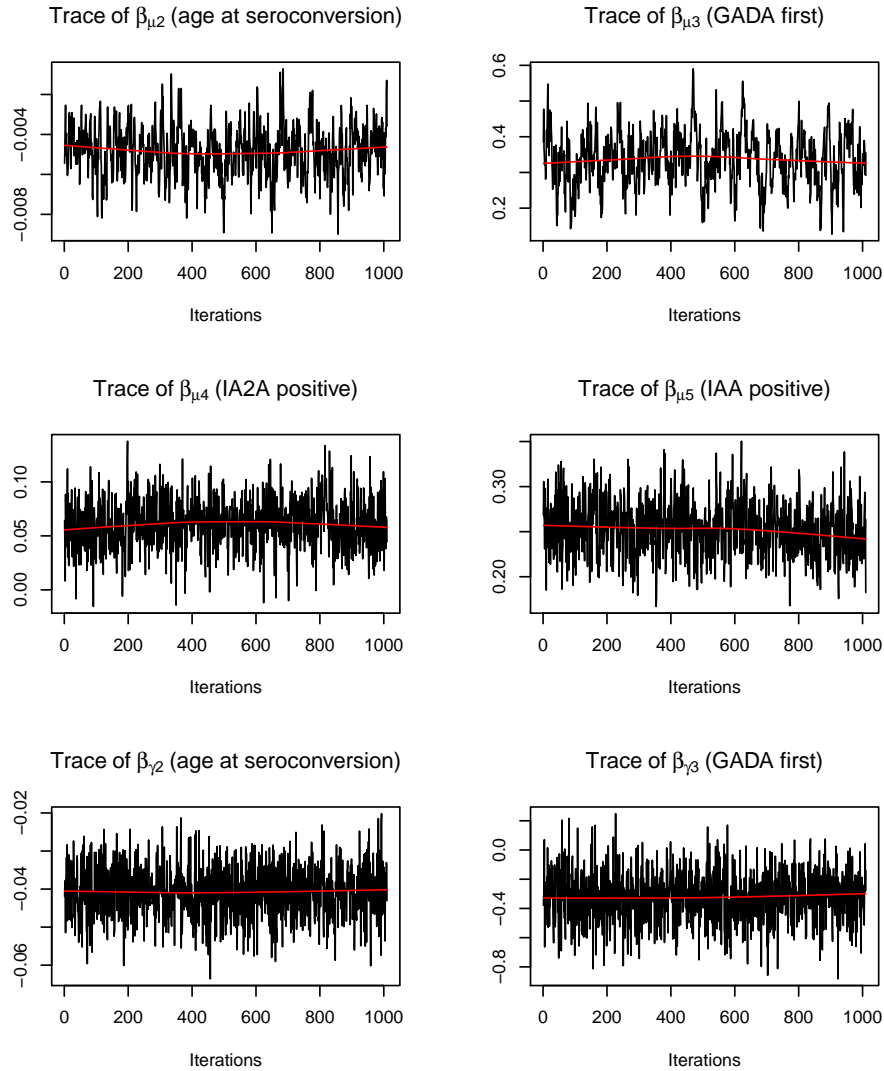 Trace of βμ2 (age at seroconversion)
−0.008
−0.004
0 200 400 600 800 1000
Iterations
Trace of βμ3 (GADA first)
0.2 0.4 0.6
0 200 400 600 800 1000
Iterations
Trace of βμ4 (IA2A positive)
0.00 0.05 0.10
0 200 400 600 800 1000
Iterations
Trace of βμ5 (IAA positive)
0.20 0.30
0 200 400 600 800 1000
Iterations
Trace of βγ2 (age at seroconversion)
−0.06 −0.04 −0.02
0 200 400 600 800 1000
Iterations
Trace of βγ3 (GADA first)
−0.8 −0.4 0.0
0 200 400 600 800 1000
Iterations